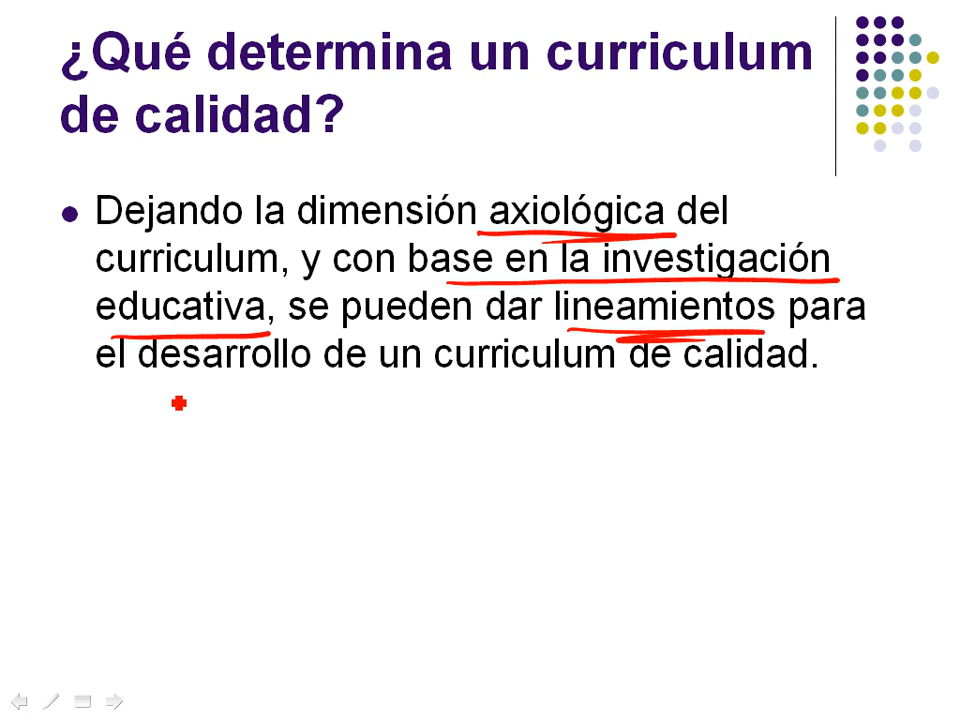 ¿Qué determina un curriculum
de calidad?
Dejando la dimensión axiológica del
curriculum, y con base en la investigación
educativa, se pueden dar lineamientos para
el desarrollo de un curriculum de calidad.